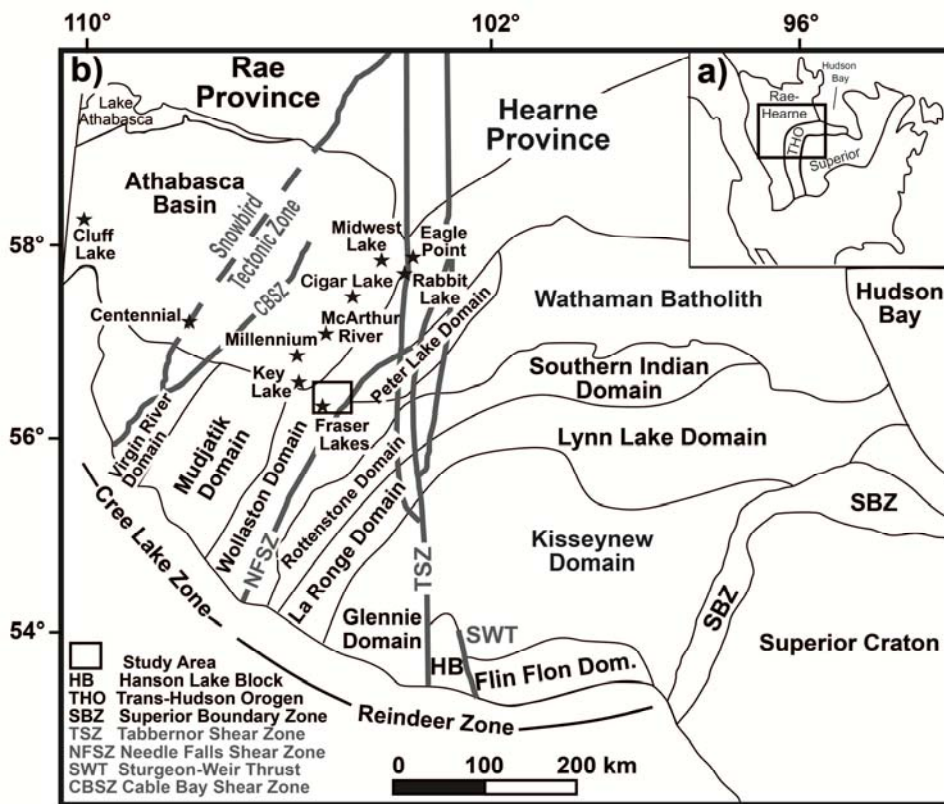 110°
102°
96°
b)
Rae
Province
Lake
Athabasca
Hearne
Province
a)
Hudson
Bay
Rae-
Hearne
THO
Superior
Athabasca
Basin
Snowbird
Tectonic Zone
CBSZ
58°
Cluff
Lake
Midwest
Lake
Eagle
Point
Cigar Lake
Rabbit
Lake
Centennial
McArthur
River
Millennium
Key
Lake
Peter Lake Domain
Wathaman Batholith
Hudson
Bay
Southern Indian
Domain
Fraser
Lakes
56°
Virgin River
Domain
Mudjatik
Domain
Wollaston Domain
Lynn Lake Domain
Rottenstone Domain
La Ronge Domain
NFSZ
TSZ
Kisseynew
Domain
SBZ
SBZ
Cree Lake Zone
54°
Glennie
Domain
SWT
HB
Flin Flon Dom.
Superior Craton
Reindeer Zone
Study Area
HB Hanson Lake Block
THO Trans-Hudson Orogen
SBZ Superior Boundary Zone
TSZ Tabbernor Shear Zone
NFSZ Needle Falls Shear Zone
SWT Sturgeon-Weir Thrust
CBSZ Cable Bay Shear Zone
0 100 200 km